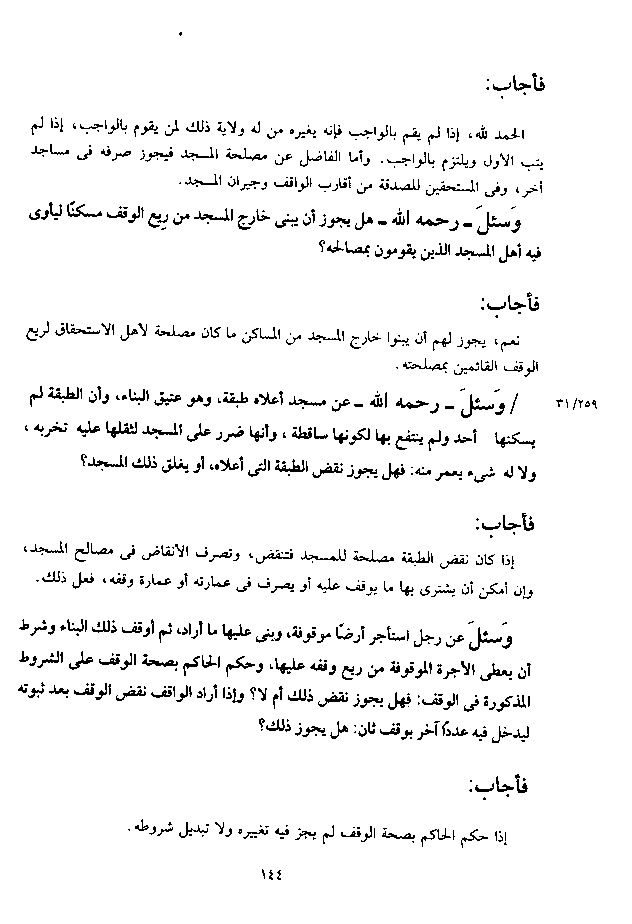 فأجاب:
الحمد لله، إذا لم يقم بالواجب فإنه يغيره من له ولاية ذلك لمن يقوم بالواجب، إذا لم
يتب الأول ويلتزم بالواجب. وأما الفاضل عن مصلحة المسجد فيجوز صرفه فى مساجد
أخر، وفى المستحقين للصدقة من أقارب الواقف وجيران المسجد.
وَسئلَ ــ رحمه الله ــ هل يجوز أن يبنى خارج المسجد من ريع الوقف مسكنًا ليأوى
فيه أهل المسجد الذين يقومون بمصالحه؟
فأجاب:
نعم، يجوز لهم أن يبنوا خارج المسجد من المساكن ما كان مصلحة لأهل الاستحقاق لريع
الوقف القائمين بمصلحته.
٣١/٢٥٩ / وَسئلَ ــ رحمه الله ــ عن مسجد أعلاه طبقة، وهو عتيق البناء، وأن الطبقة لم
يسكنها أحد ولم ينتفع بها لكونها ساقطة ، وأنها ضرر على المسجد لثقلها عليه تخربه ،
ولا له شىء يعمر منه: فهل يجوز نقض الطبقة التى أعلاه، أو يغلق ذلك المسجد؟
فأجاب:
إذا كان نقض الطبقة مصلحة للمسجد فتنقض، وتصرف الأنقاض فى مصالح المسجد،
وإن أمكن أن يشترى بها ما يوقف عليه أو يصرف فى عمارته أو عمارة وقفه، فعل ذلك.
وَسئلَ عن رجل استأجر أرضًا موقوفة، وبنى عليها ما أراد، ثم أوقف ذلك البناء وشرط
أن يعطى الأجرة الموقوفة من ريع وقفه عليها، وحكم الحاكم بصحة الوقف على الشروط
المذكورة فى الوقف: فهل يجوز نقض ذلك أم لا؟ وإذا أراد الواقف نقض الوقف بعد ثبوته
ليدخل فيه عددًا آخر بوقف ثان: هل يجوز ذلك؟
فأجاب:
إذا حكم الحاكم بصحة الوقف لم يجز فيه تغييره ولا تبديل شروطه.
١٤٤